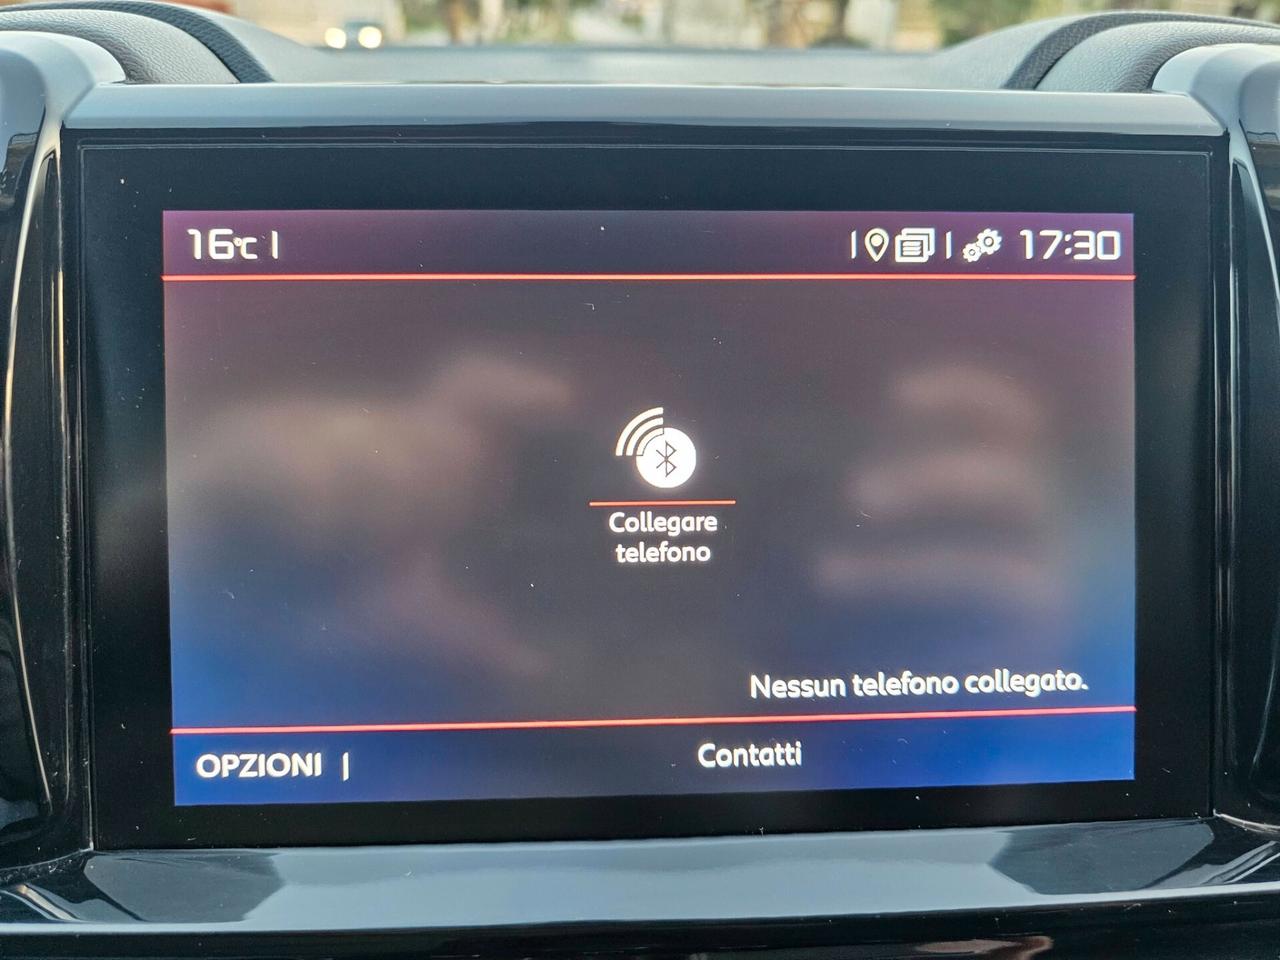 16°C
17:30
Collegare
telefono
Nessun telefono collegato.
OPZIONI
Contatti